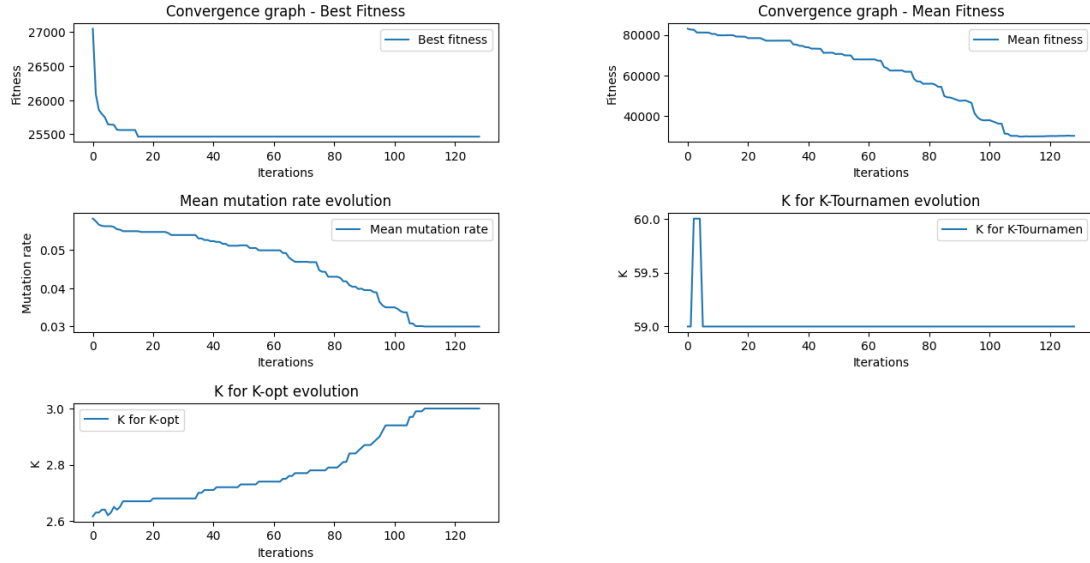 Convergence graph - Best Fitness
27000
26500
26000
25500
Fitness
Best fitness
0 20 40 60 80 100 120
Iterations
Convergence graph - Mean Fitness
80000
60000
40000
Fitness
Mean fitness
0 20 40 60 80 100 120
Iterations
Mean mutation rate evolution
0.05
0.04
0.03
Mutation rate
Mean mutation rate
0 20 40 60 80 100 120
Iterations
K for K-Tournamen evolution
60.0
59.5
59.0
K
K for K-Tournamen
0 20 40 60 80 100 120
Iterations
K for K-opt evolution
3.0
2.8
2.6
K
K for K-opt
0 20 40 60 80 100 120
Iterations